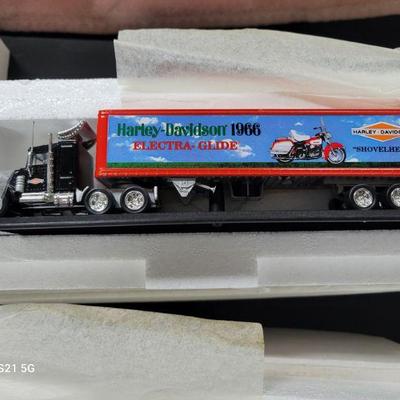 Harley-Davidson 1966
ELECTRA-GLIDE
HARLEY-DAVIDSON
"SHOVELHE
S21 5G